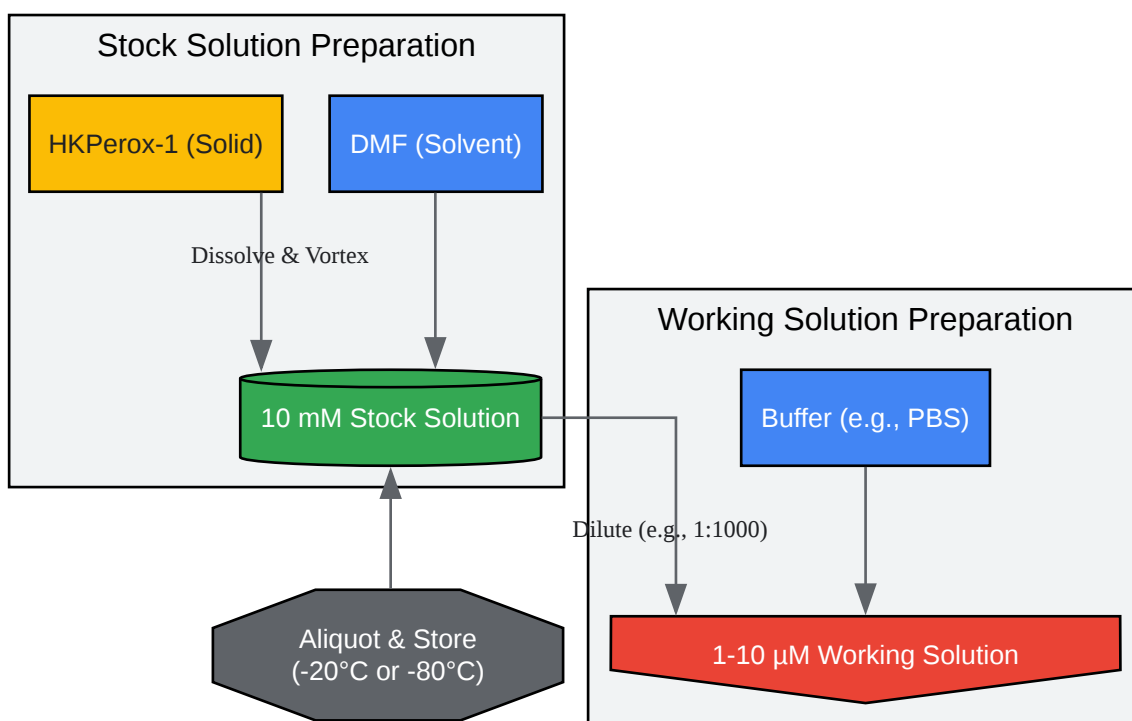 Stock Solution Preparation
HKPerox-1 (Solid)
DMF (Solvent)
Dissolve & Vortex
10 mM Stock Solution
Aliquot & Store
(-20°C or -80°C)
Working Solution Preparation
Buffer (e.g., PBS)
Dilute (e.g., 1:1000)
1-10 µM Working Solution